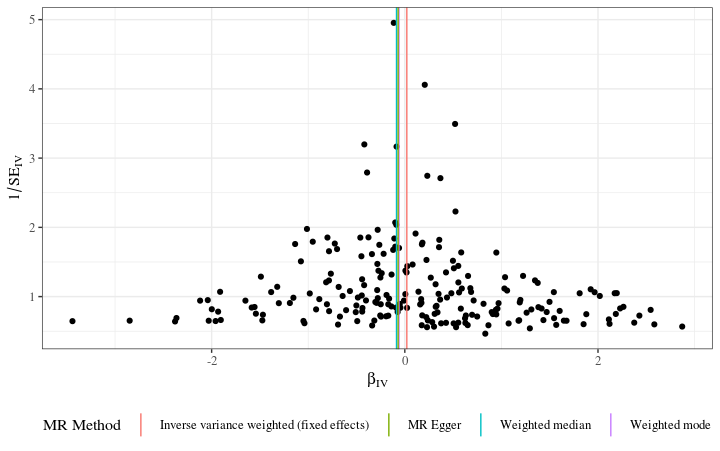 5
4
3
2
1
1/SE_IV
-2
0
2
β_IV
MR Method
Inverse variance weighted (fixed effects)
MR Egger
Weighted median
Weighted mode